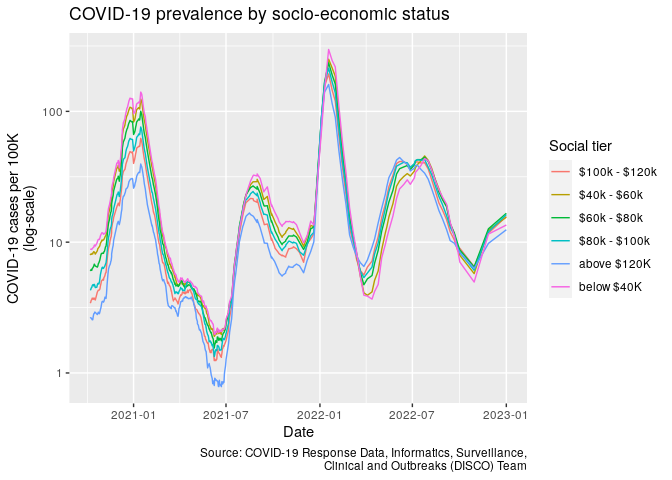 COVID-19 prevalence by socio-economic status
COVID-19 cases per 100K
(/log-scale)
100
10
1
2021-01
2021-07
2022-01
2022-07
2023-01
Date
Social tier
$100k - $120k
$40k - $60k
$60k - $80k
$80k - $100k
above $120K
below $40K
Source: COVID-19 Response Data, Informatics, Surveillance,
Clinical and Outbreaks (DISCO) Team